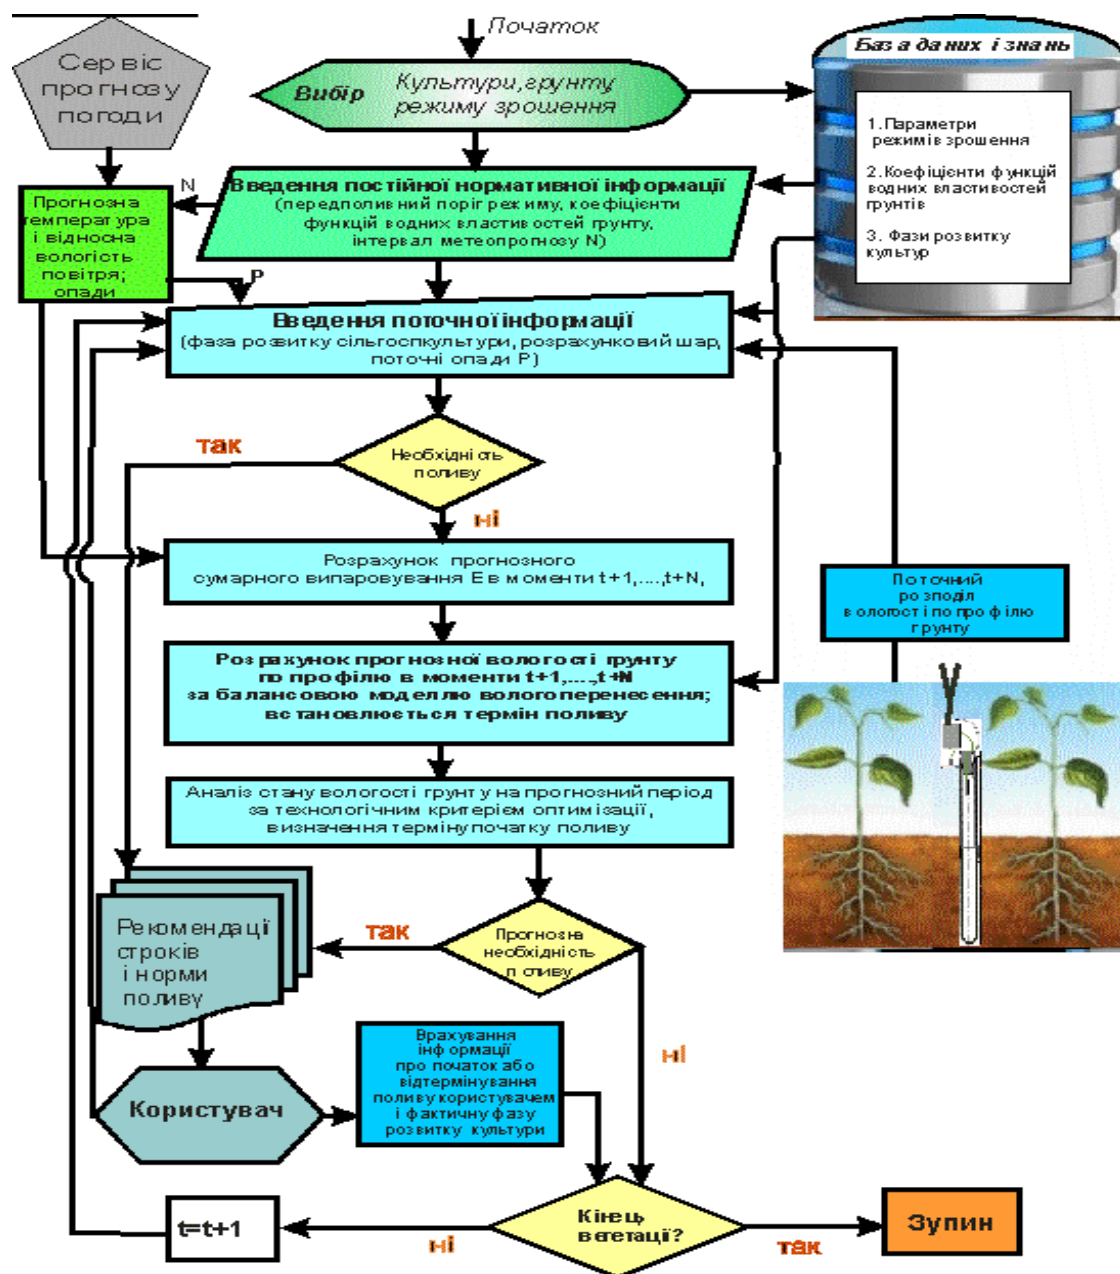 Початок
Сервіс
прогнозу
погоди
Вибір Культури,грунту
режиму зрошення
База даних і знань
1.Параметри
режимів зрошення
2.Коефіцієнти функцій
водних властивостей
грунтів
3. Фази розвитку
культур
N
Введення постійної нормативної інформації
(передполивний поріг режиму, коефіцієнти
функцій водних властивостей грунту,
інтервал метеопрогнозу N)
Прогнозна
температура
і відносна
вологість
повітря;
опади
P
Введення поточної інформації
(фаза розвитку сільгоспкультури, розрахунковий шар,
поточні опади P)
так
Необхідність
поливу
ні
Розрахунок прогнозного
сумарного випаровування E в моменти t+1,....,t+N,
Поточний
розподіл
вологості по профілю
грунту
Розрахунок прогнозної вологості грунту
по профілю в моменти t+1,....,t+N
за балансовою моделлю вологоперенесення;
встановлюється термін поливу
Аналіз стану вологості грунту на прогнозний період
за технологічним критерієм оптимізації,
визначення терміну початку поливу
Рекомендації
строків
і норми
поливу
так
Прогнозна
необхідність
поливу
ні
Врахування
інформації
про початок або
відтермінування
поливу користувачем
і фактичну фазу
розвитку культури
Користувач
t=t+1
ні
Кінець
вегетації?
так
Зупин